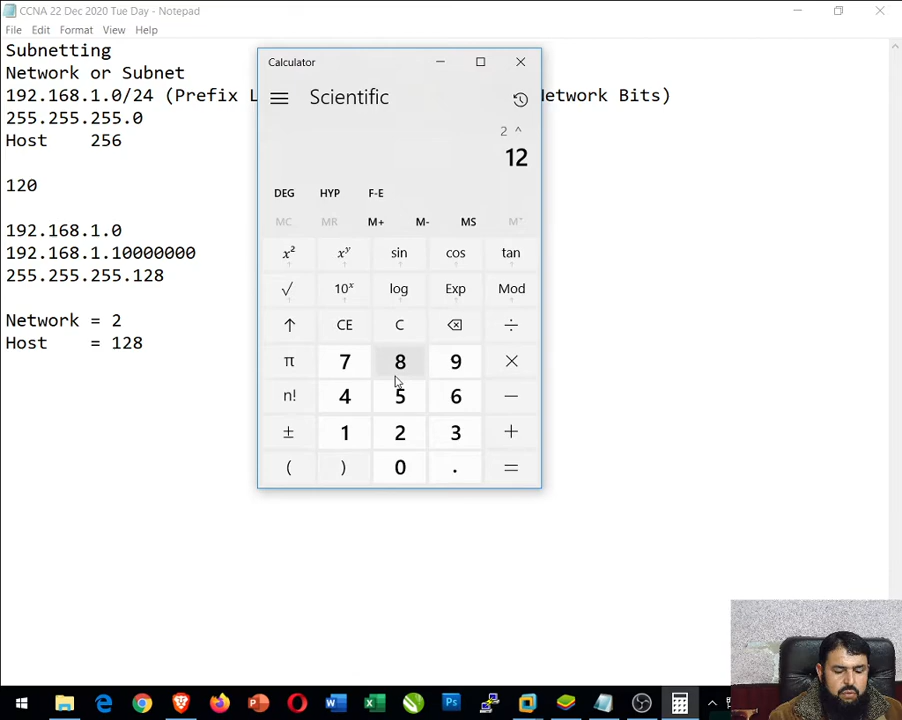 CCNA 22 Dec 2020 Tue Day - Notepad
File Edit Format View Help
Subnetting
Network or Subnet
192.168.1.0/24 (Prefix L
etwork Bits)
255.255.255.0
Host 256
120
192.168.1.0
192.168.1.10000000
255.255.255.128
Network = 2
Host = 128
Calculator
Scientific
2 ^
12
DEG HYP F-E
MC MR M+ M- MS M˅
x² xʸ sin cos tan
√ 10ˣ log Exp Mod
↑ CE C ⌫ ÷
π 7 8 9 ×
n! 4 5 6 −
± 1 2 3 +
( ) 0 . =